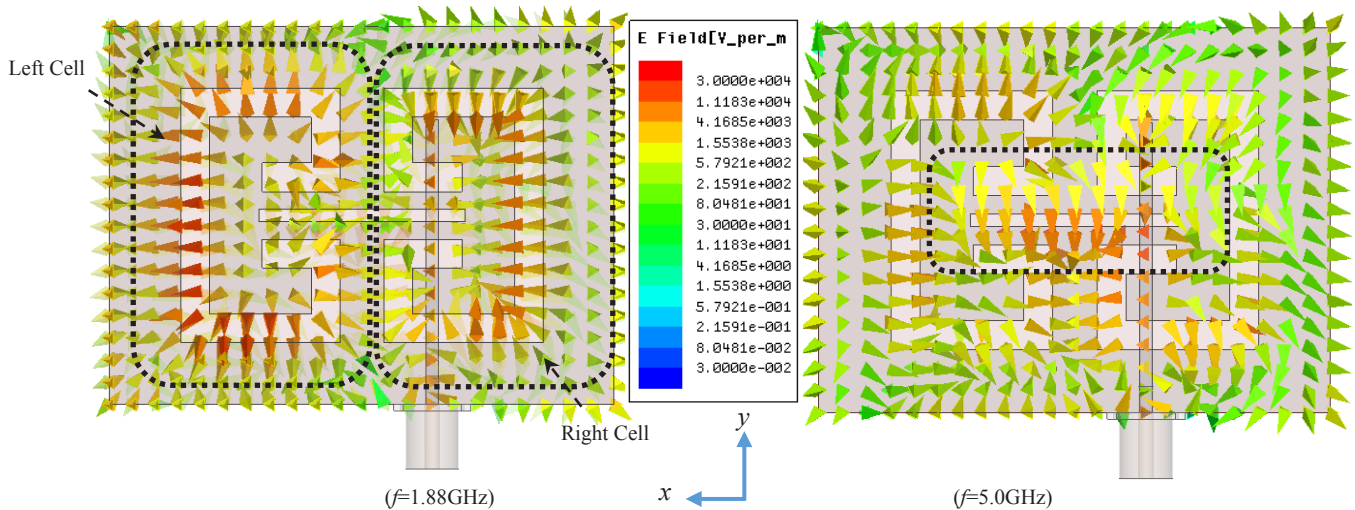 Left Cell
E Field[V_per_m
3.0000e+004
1.1183e+004
4.1685e+003
1.5538e+003
5.7921e+002
2.1591e+002
8.0481e+001
3.0000e+001
1.1183e+001
4.1685e+000
1.5538e+000
5.7921e-001
2.1591e-001
8.0481e-002
3.0000e-002
Right Cell
y
x
(f=1.88GHz)
(f=5.0GHz)